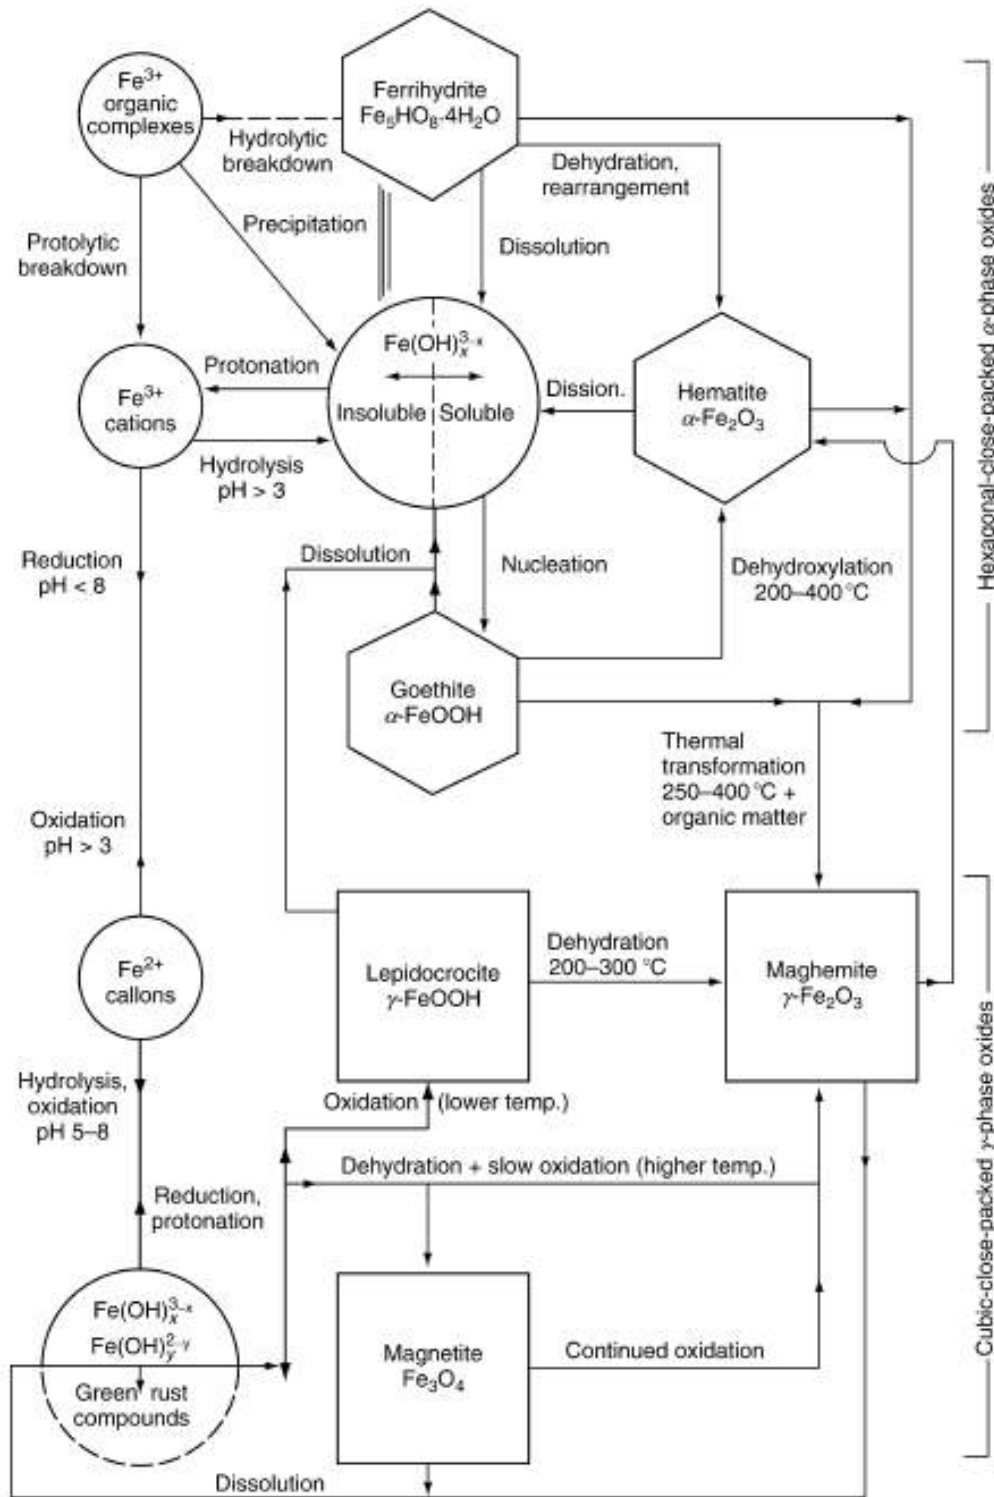 Fe³⁺
organic
complexes
Ferrihydrite
Fe₅HO₈.4H₂O
Hydrolytic
breakdown
Dehydration,
rearrangement
Precipitation
Dissolution
Protolytic
breakdown
Fe(OH)ₓ³⁻ˣ
Insoluble
Soluble
Protonation
Fe³⁺
cations
Hydrolysis
pH > 3
Dission.
Hematite
α-Fe₂O₃
Reduction
pH < 8
Dissolution
Nucleation
Dehydroxylation
200–400 °C
Goethite
α-FeOOH
Thermal
transformation
250–400 °C +
organic matter
Hexagonal-close-packed α-phase oxides
Oxidation
pH > 3
Fe²⁺
callons
Lepidocrocite
γ-FeOOH
Dehydration
200–300 °C
Maghemite
γ-Fe₂O₃
Hydrolysis,
oxidation
pH 5–8
Oxidation (lower temp.)
Dehydration + slow oxidation (higher temp.)
Reduction,
protonation
Fe(OH)ₓ³⁻ˣ
Fe(OH)ᵧ²⁻ʸ
Green rust
compounds
Magnetite
Fe₃O₄
Continued oxidation
Dissolution
Cubic-close-packed γ-phase oxides